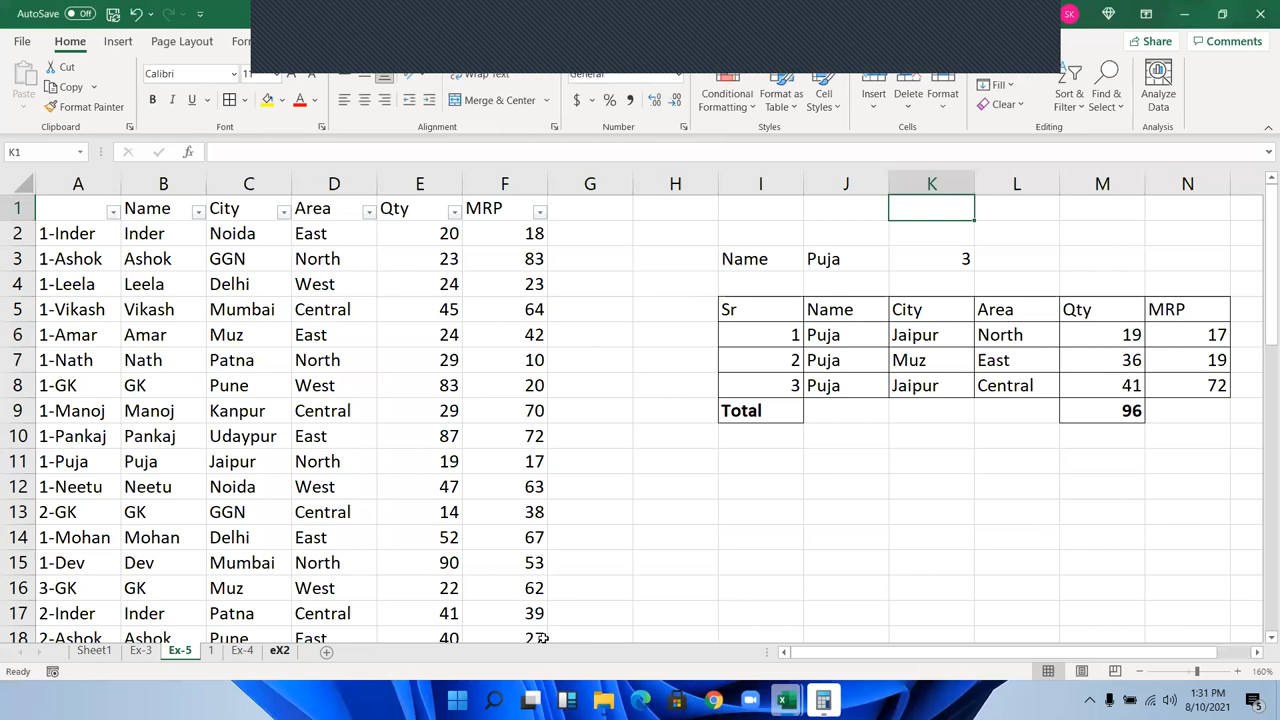 AutoSave Off SK
File Home Insert Page Layout Share Comments
Cut
Copy
Format Painter
Paste
Calibri 11
B I U
Wrap Text
Merge & Center
General
$ % ,
Conditional Formatting
Format as Table
Cell Styles
Insert Delete Format
Fill
Clear
Sort & Filter
Find & Select
Analyze Data
Clipboard Font Alignment Number Styles Cells Editing Analysis
K1 fx
A B C D E F G H I J K L M N
1 Name City Area Qty MRP
2 1-Inder Inder Noida East 20 18
3 1-Ashok Ashok GGN North 23 83 Name Puja 3
4 1-Leela Leela Delhi West 24 23
5 1-Vikash Vikash Mumbai Central 45 64 Sr Name City Area Qty MRP
6 1-Amar Amar Muz East 24 42 1 Puja Jaipur North 19 17
7 1-Nath Nath Patna North 29 10 2 Puja Muz East 36 19
8 1-GK GK Pune West 83 20 3 Puja Jaipur Central 41 72
9 1-Manoj Manoj Kanpur Central 29 70 Total 96
10 1-Pankaj Pankaj Udaypur East 87 72
11 1-Puja Puja Jaipur North 19 17
12 1-Neetu Neetu Noida West 47 63
13 2-GK GK GGN Central 14 38
14 1-Mohan Mohan Delhi East 52 67
15 1-Dev Dev Mumbai North 90 53
16 3-GK GK Muz West 22 62
17 2-Inder Inder Patna Central 41 39
18 2-Ashok Ashok Pune East 40
Sheet1 Ex-3 Ex-5 1 Ex-4 eX2
Ready 160%
1:31 PM
8/10/2021
5